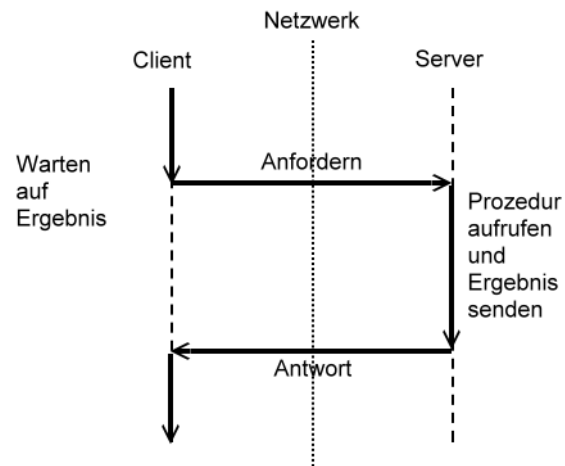 Netzwerk
Client
Server
Anfordern
Warten
auf
Ergebnis
Prozedur
aufrufen
und
Ergebnis
senden
Antwort